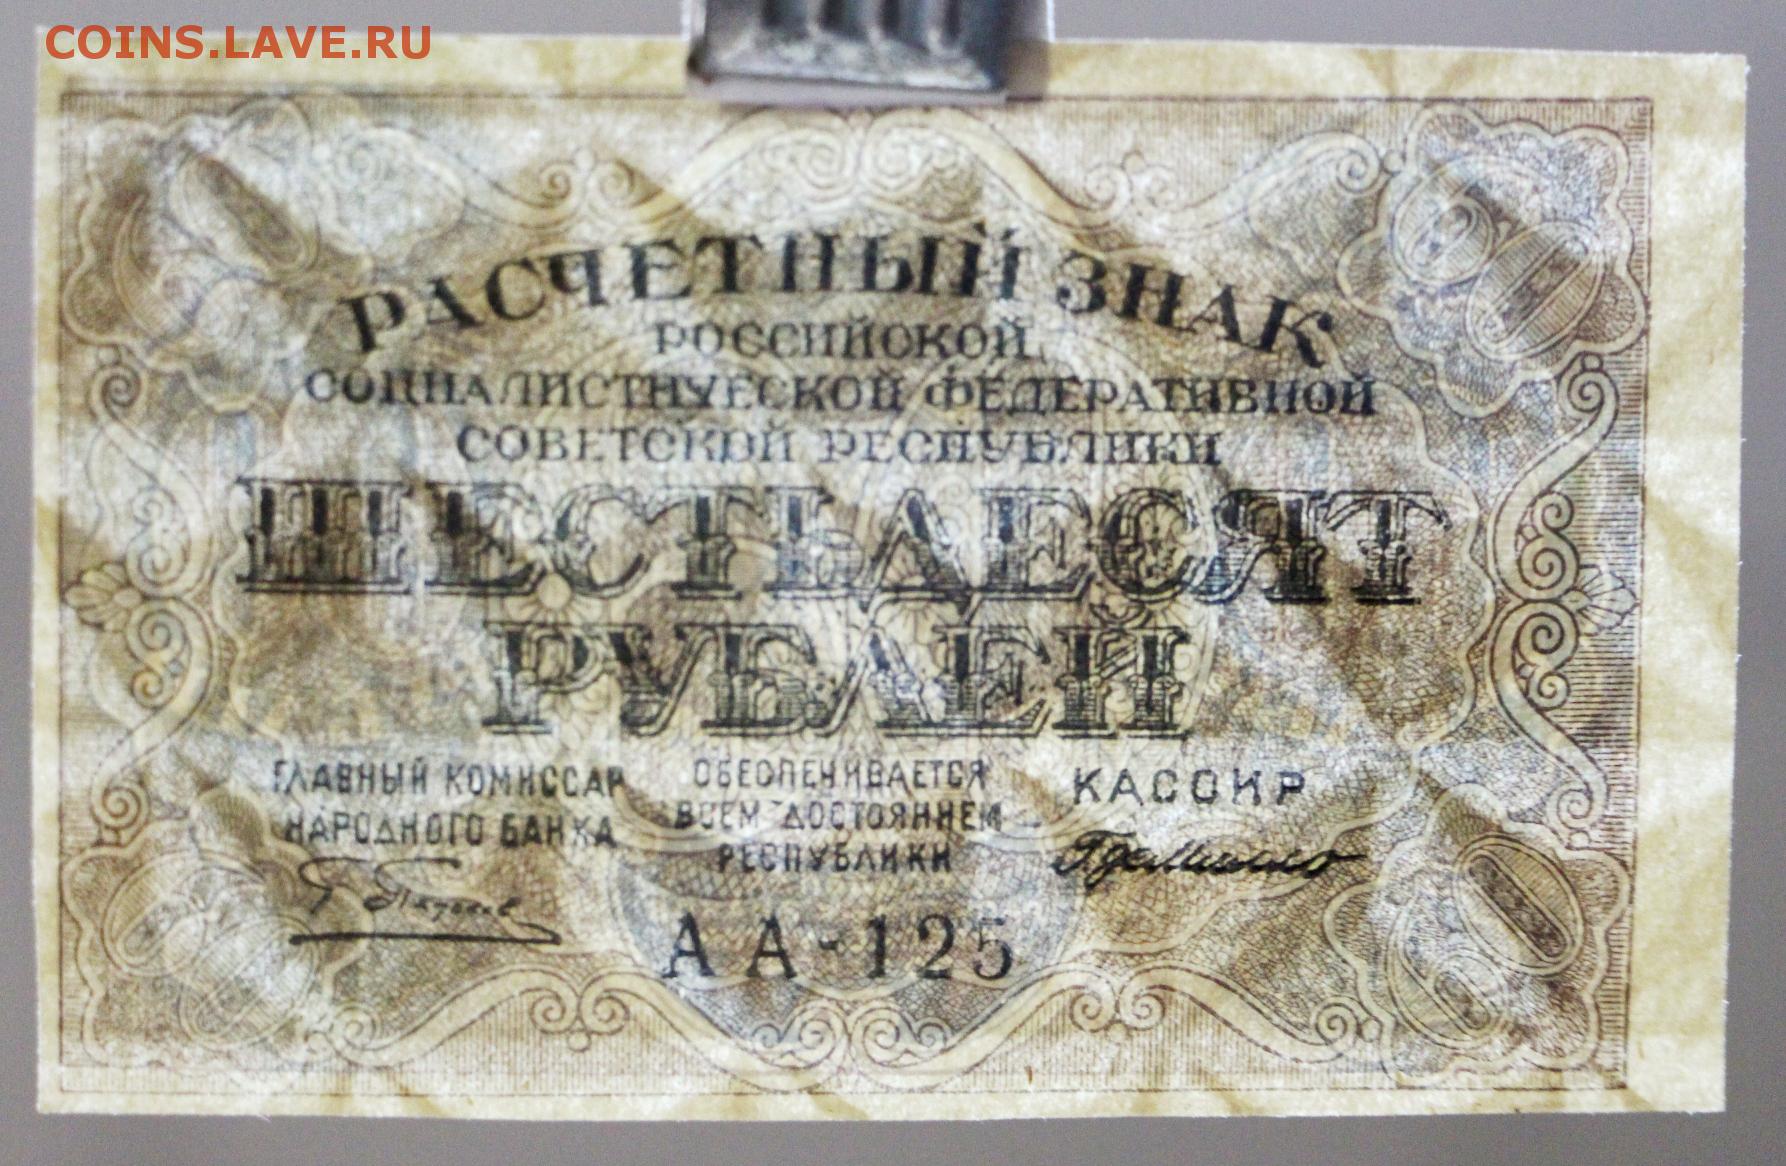 COINS.LAVE.RU
РАСЧЕТНЫЙ ЗНАК
РОССИЙСКОЙ
СОЦИАЛИСТИЧЕСКОЙ ФЕДЕРАТИВНОЙ
СОВЕТСКОЙ РЕСПУБЛИКИ
ШЕСТЬДЕСЯТ
РУБЛЕЙ
ГЛАВНЫЙ КОМИССАР
НАРОДНОГО БАНКА
ОБЕСПЕЧИВАЕТСЯ
ВСЕМ ДОСТОЯНИЕМ
РЕСПУБЛИКИ
КАССИР
АА-125